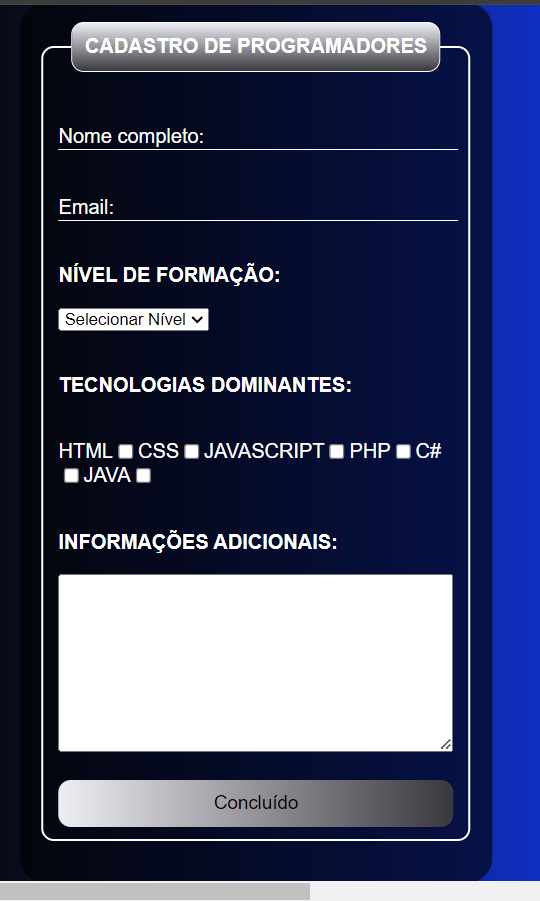 CADASTRO DE PROGRAMADORES
Nome completo:
Email:
NÍVEL DE FORMAÇÃO:
Selecionar Nível
TECNOLOGIAS DOMINANTES:
HTML CSS JAVASCRIPT PHP C#
JAVA
INFORMAÇÕES ADICIONAIS:
Concluído